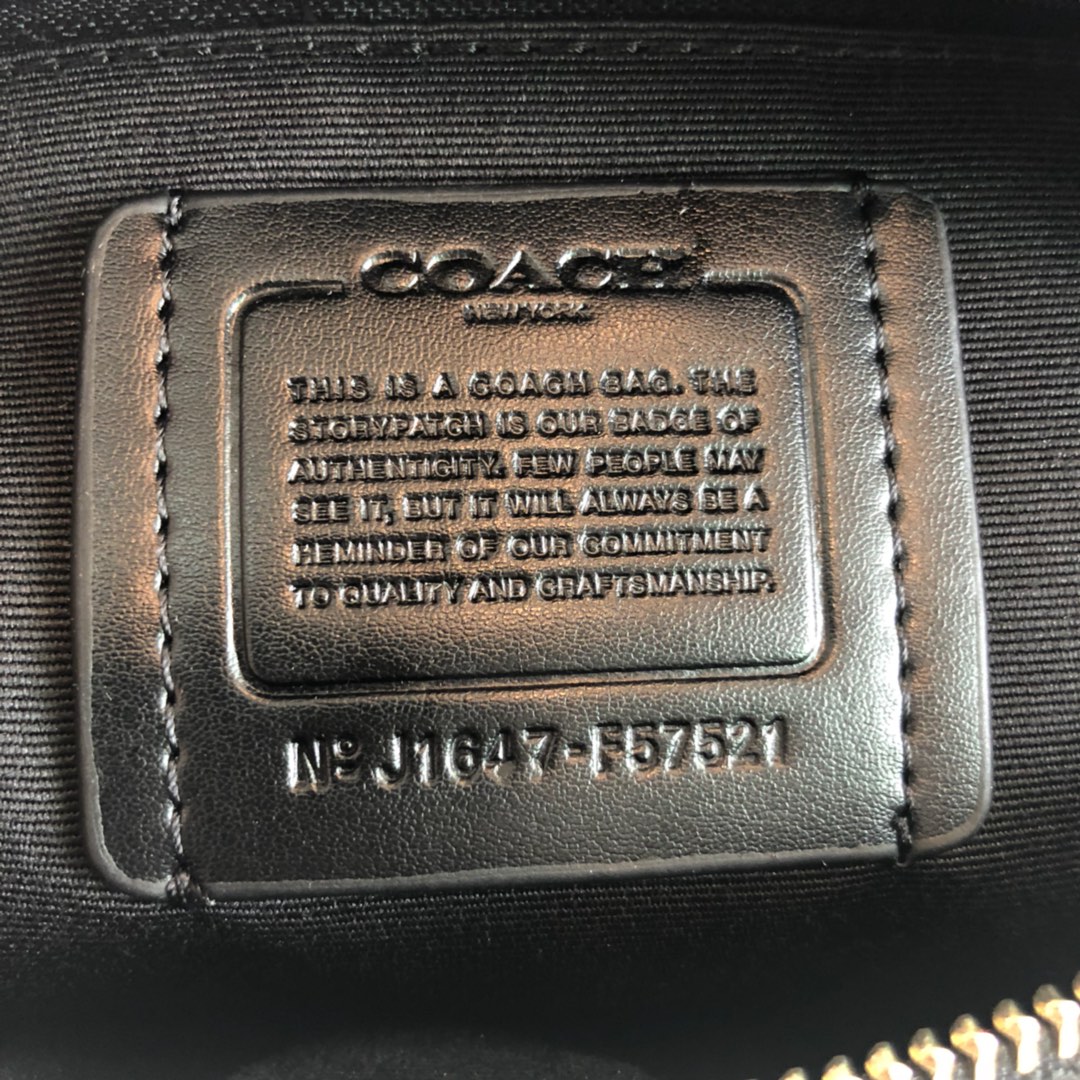 COACH
NEW YORK
THIS IS A COACH BAG. THE
STORYPATCH IS OUR BADGE OF
AUTHENTICITY. FEW PEOPLE MAY
SEE IT, BUT IT WILL ALWAYS BE A
REMINDER OF OUR COMMITMENT
TO QUALITY AND CRAFTSMANSHIP.
Nº J1647-F57521